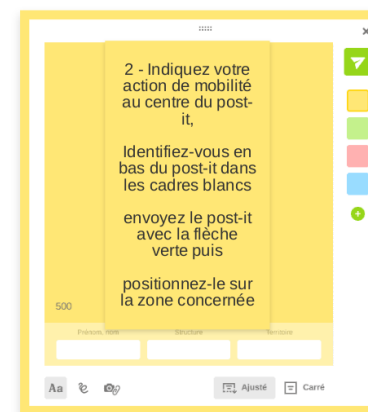 2 - Indiquez votre
action de mobilité
au centre du post-
it,
Identifiez-vous en
bas du post-it dans
les cadres blancs
envoyez le post-it
avec la flèche
verte puis
positionnez-le sur
la zone concernée
500
Prénom, nom
Structure
Territoire
Aa
Ajusté
Carré